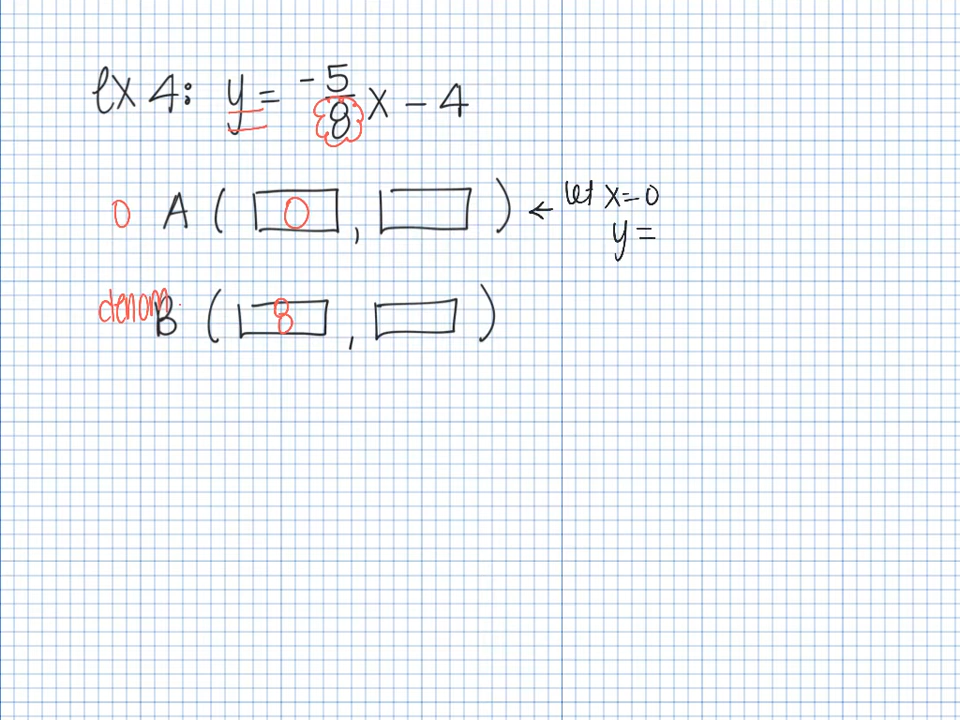 ex 4: y = -5/8 x - 4
0 A ( 0 , ) ← let x=0
y =
denom B ( 8 , )